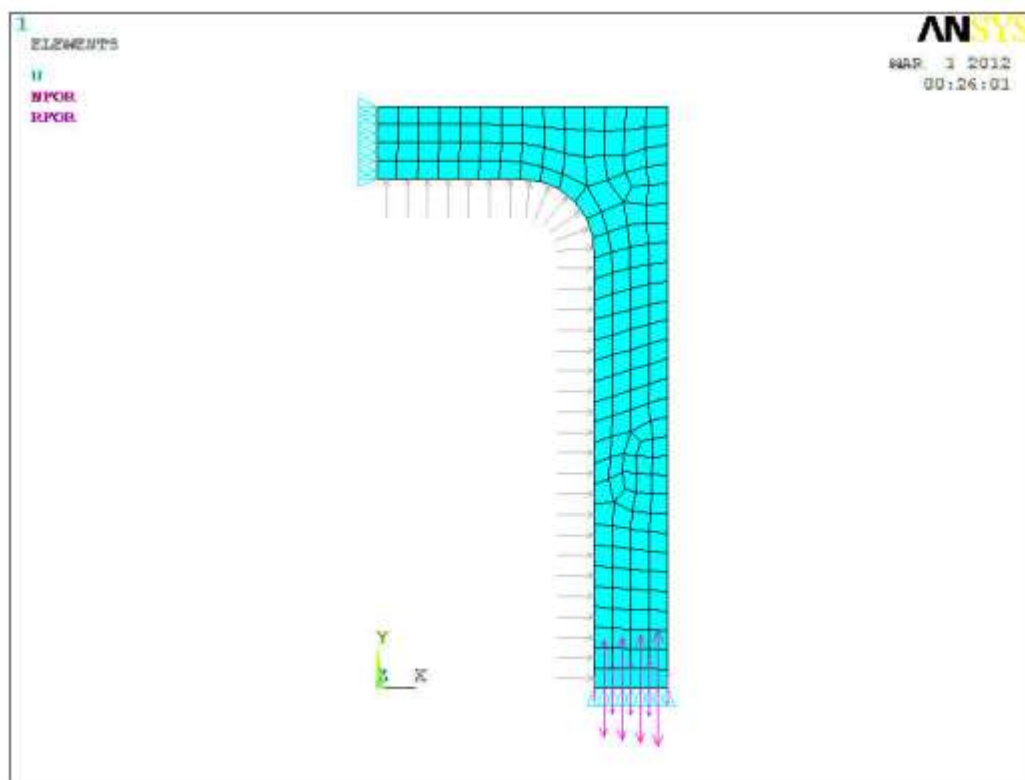 1
ELEMENTS
U
NFOR
RFOR
ANSYS
MAR 1 2012
00:26:01
Y
Z X